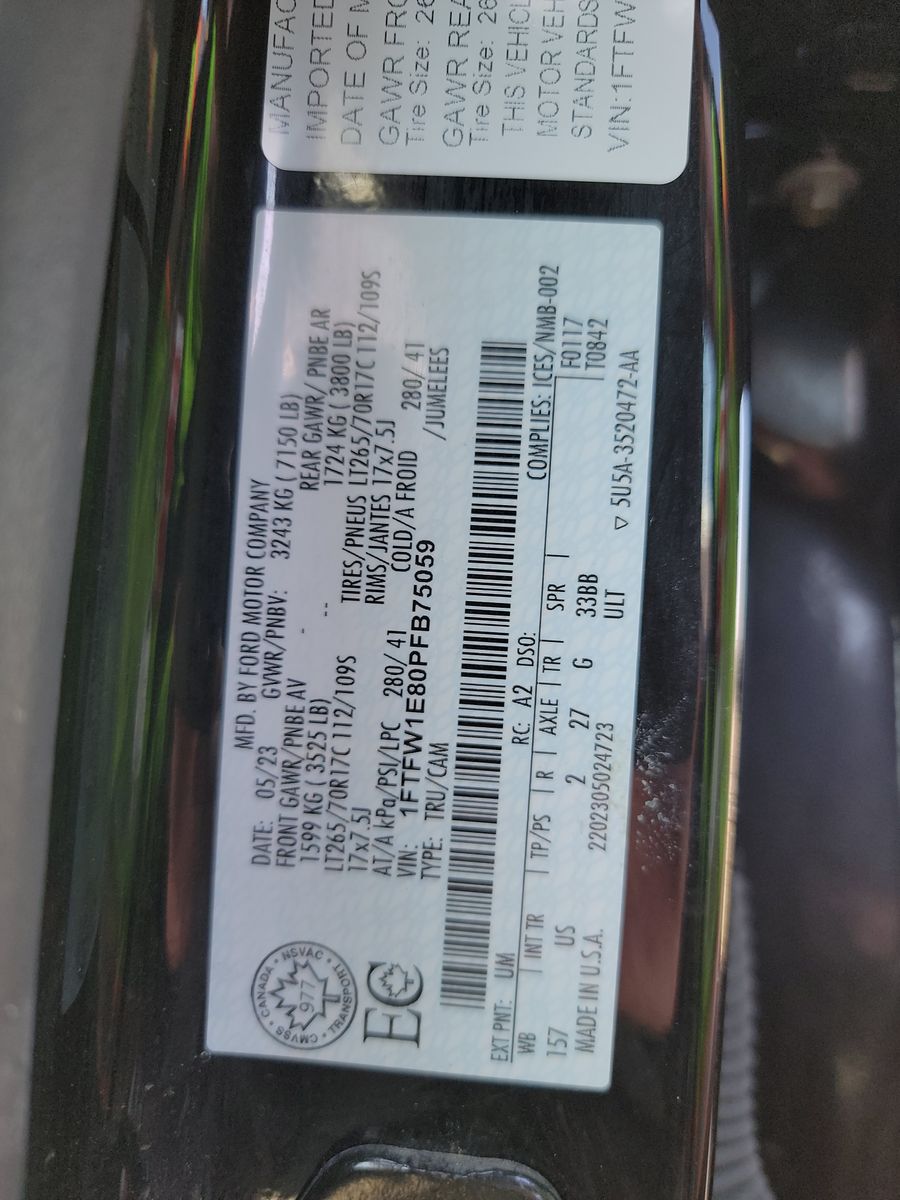 MANUFAC
IMPORTED
DATE OF M
GAWR FRO
Tire Size: 26
GAWR REA
Tire Size: 26
THIS VEHICL
MOTOR VEH
STANDARDS
VIN:1FTFW
CANADA • NSVAC • TRANSPORT • CMVSS
977
EC
MFD. BY FORD MOTOR COMPANY
DATE: 05/23 GVWR/PNBV: 3243 KG ( 7150 LB)
FRONT GAWR/PNBE AV - REAR GAWR/ PNBE AR
1599 KG ( 3525 LB) -- 1724 KG ( 3800 LB)
LT265/70R17C 112/109S TIRES/PNEUS LT265/70R17C 112/109S
17x7.5J RIMS/JANTES 17x7.5J
AT/A kPa/PSI/LPC 280/ 41 COLD/A FROID 280/ 41
VIN: 1FTFW1E80PFB75059 /JUMELEES
TYPE: TRU/CAM
EXT PNT: UM RC: A2 DSO: COMPLIES: ICES/NMB-002
WB INT TR TP/PS R AXLE TR SPR F0117
157 US 2 27 G 33BB T0842
MADE IN U.S.A. 2202305024723 ULT ▽ 5U5A-3520472-AA